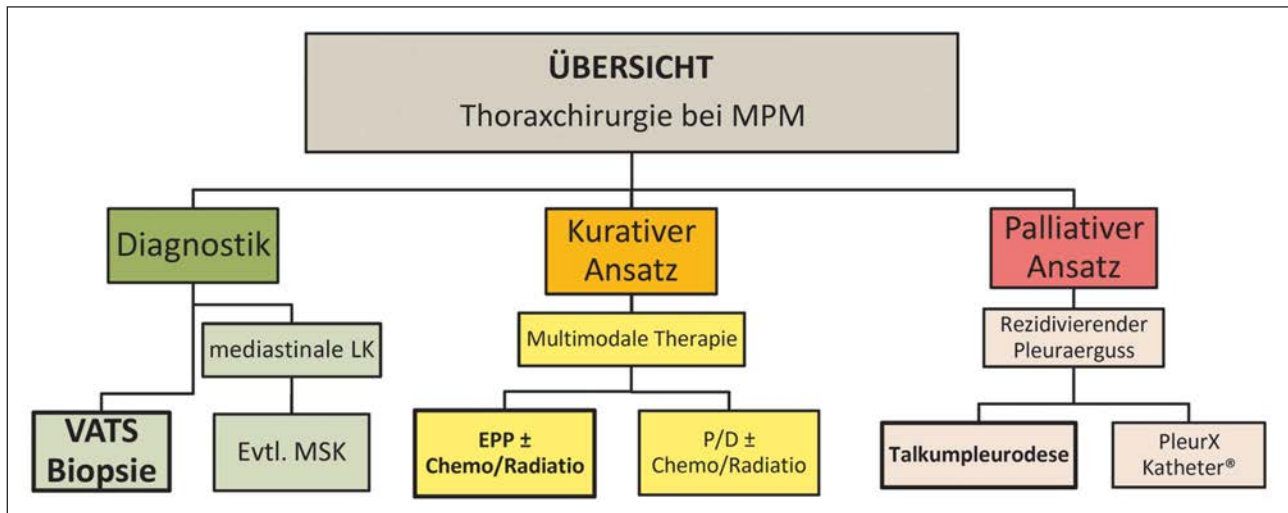 ÜBERSICHT
Thoraxchirurgie bei MPM
Diagnostik
mediastinale LK
VATS
Biopsie
Evtl. MSK
Kurativer
Ansatz
Multimodale Therapie
EPP ±
Chemo/Radiatio
P/D ±
Chemo/Radiatio
Palliativer
Ansatz
Rezidivierender
Pleuraerguss
Talkumpleurodese
PleurX
Katheter®